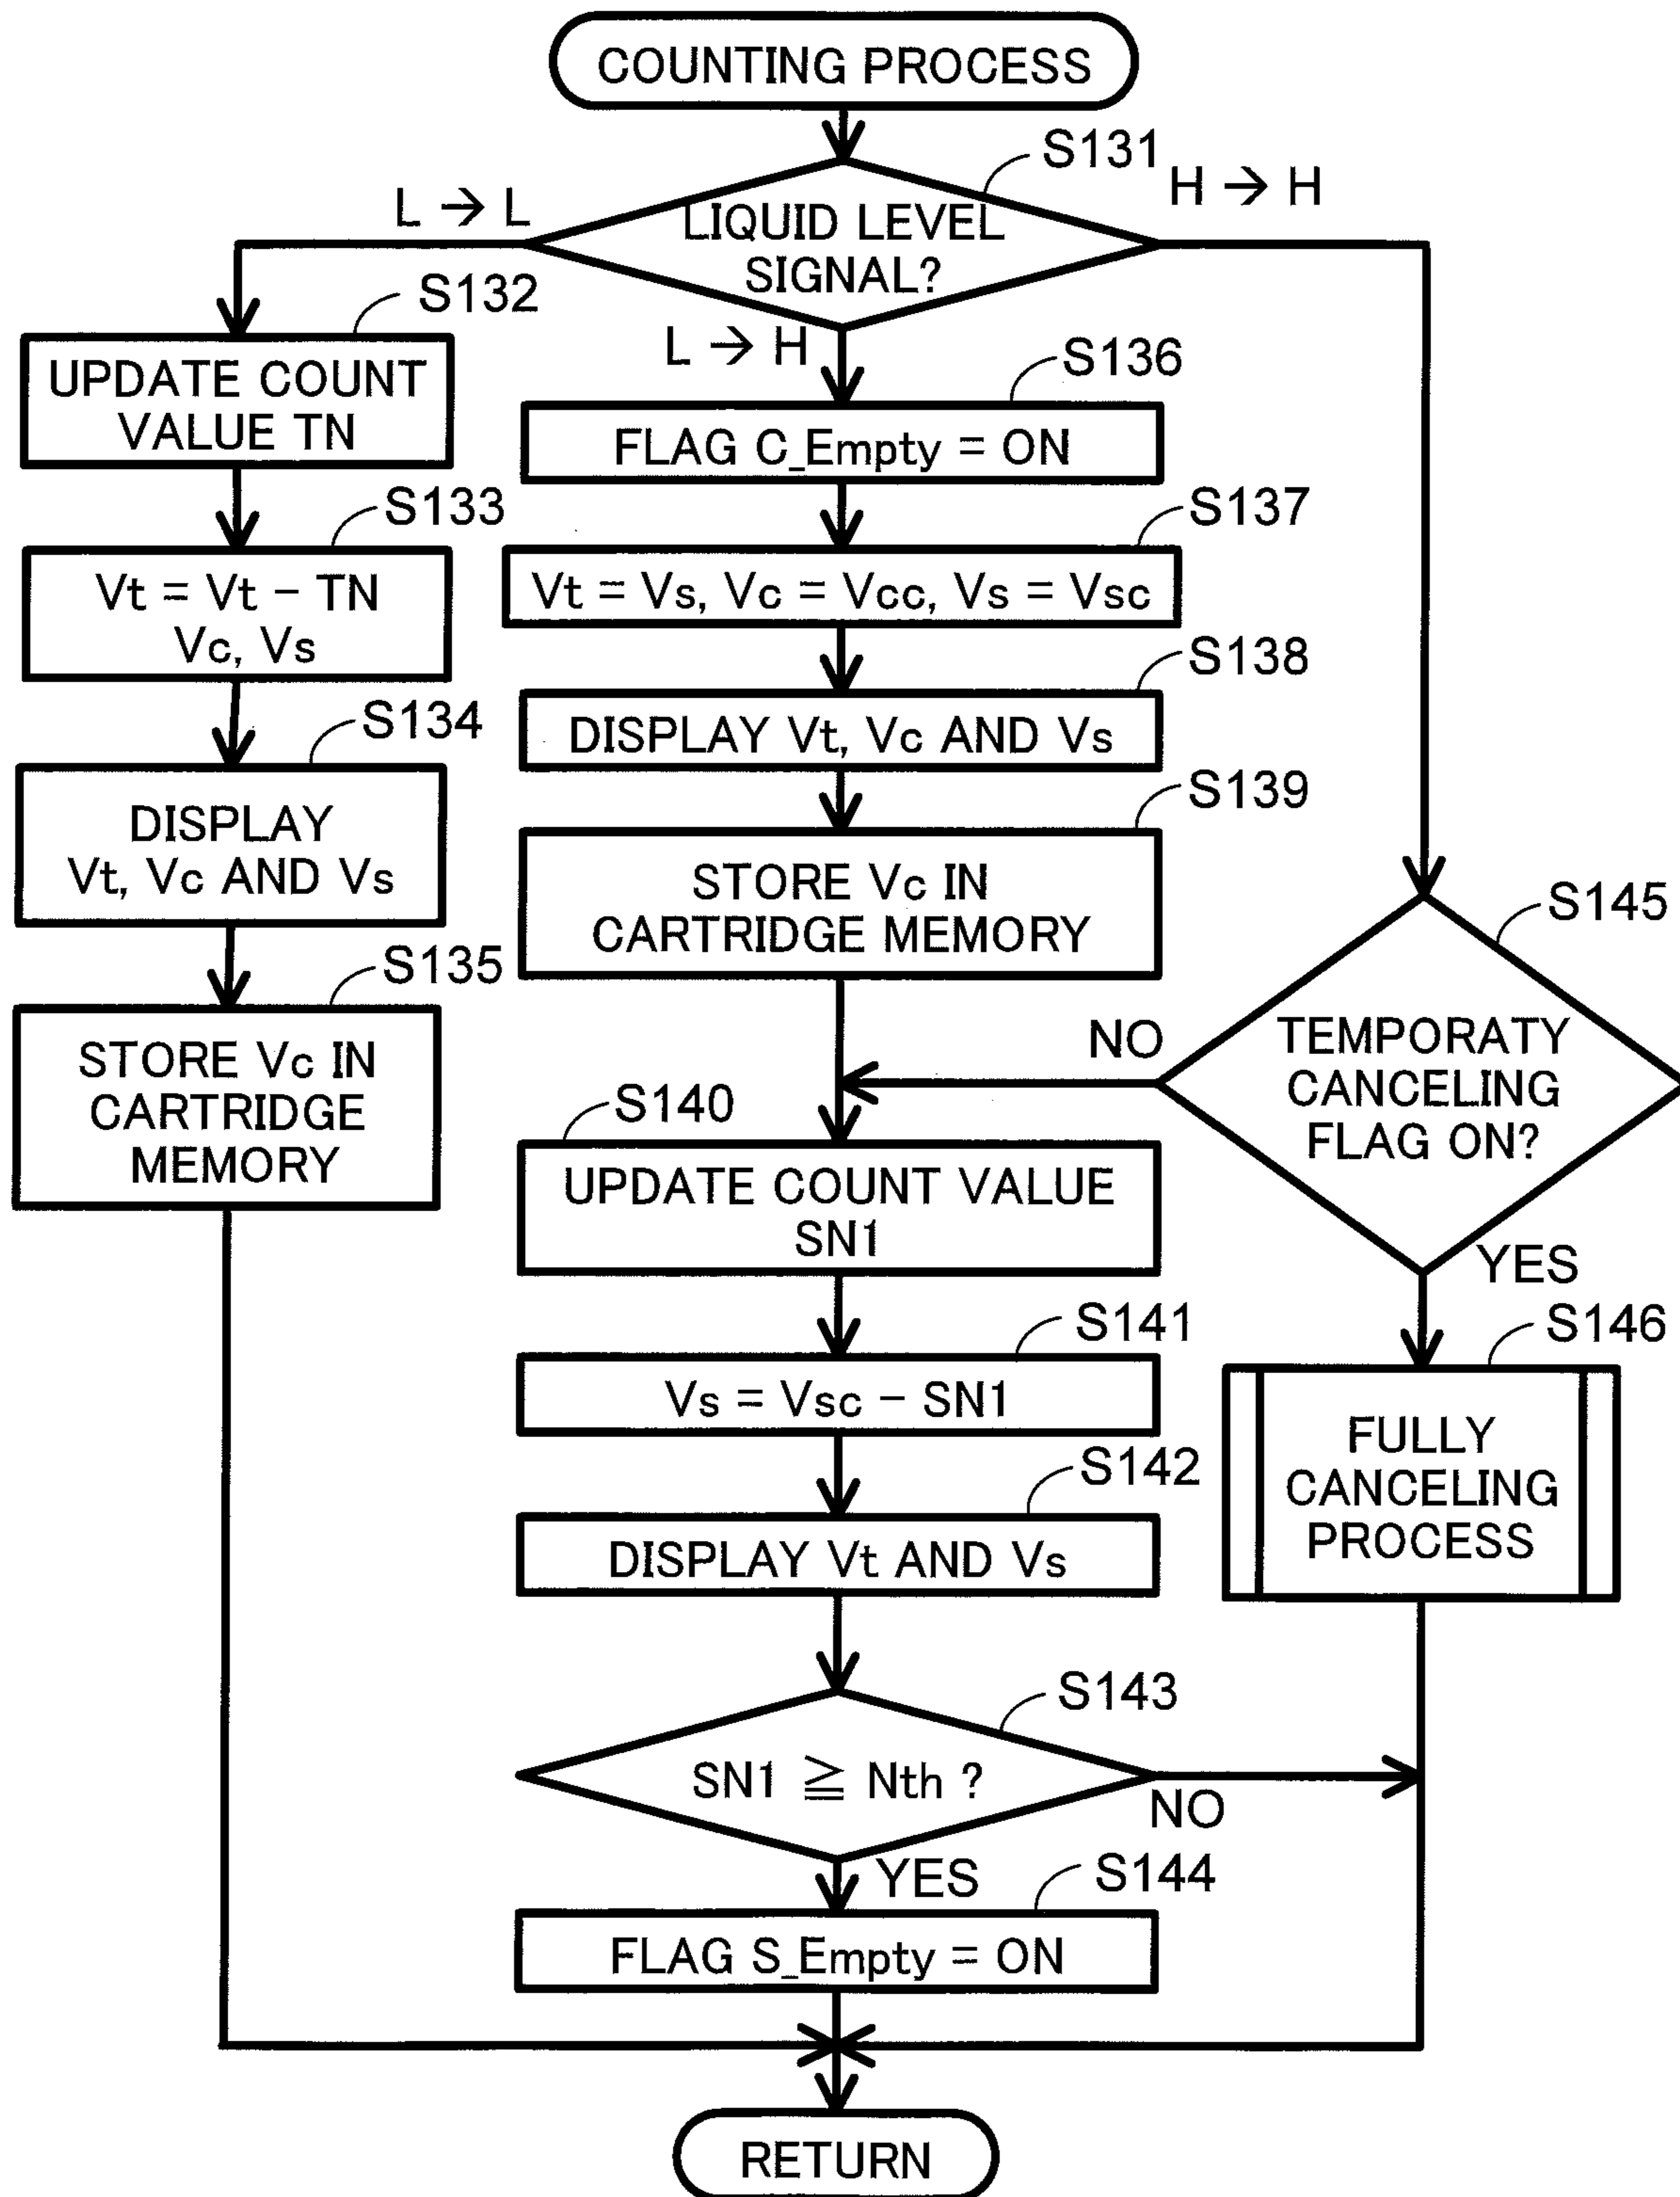 COUNTING PROCESS
S131
LIQUID LEVEL
SIGNAL?
L → L
H → H
L → H
S132
UPDATE COUNT
VALUE TN
S133
Vt = Vt − TN
Vc, Vs
S134
DISPLAY
Vt, Vc AND Vs
S135
STORE Vc IN
CARTRIDGE
MEMORY
S136
FLAG C_Empty = ON
S137
Vt = Vs, Vc = Vcc, Vs = Vsc
S138
DISPLAY Vt, Vc AND Vs
S139
STORE Vc IN
CARTRIDGE MEMORY
S140
UPDATE COUNT VALUE
SN1
S141
Vs = Vsc − SN1
S142
DISPLAY Vt AND Vs
S143
SN1 ≧ Nth ?
NO
YES
S144
FLAG S_Empty = ON
S145
TEMPORATY
CANCELING
FLAG ON?
NO
YES
S146
FULLY
CANCELING
PROCESS
RETURN